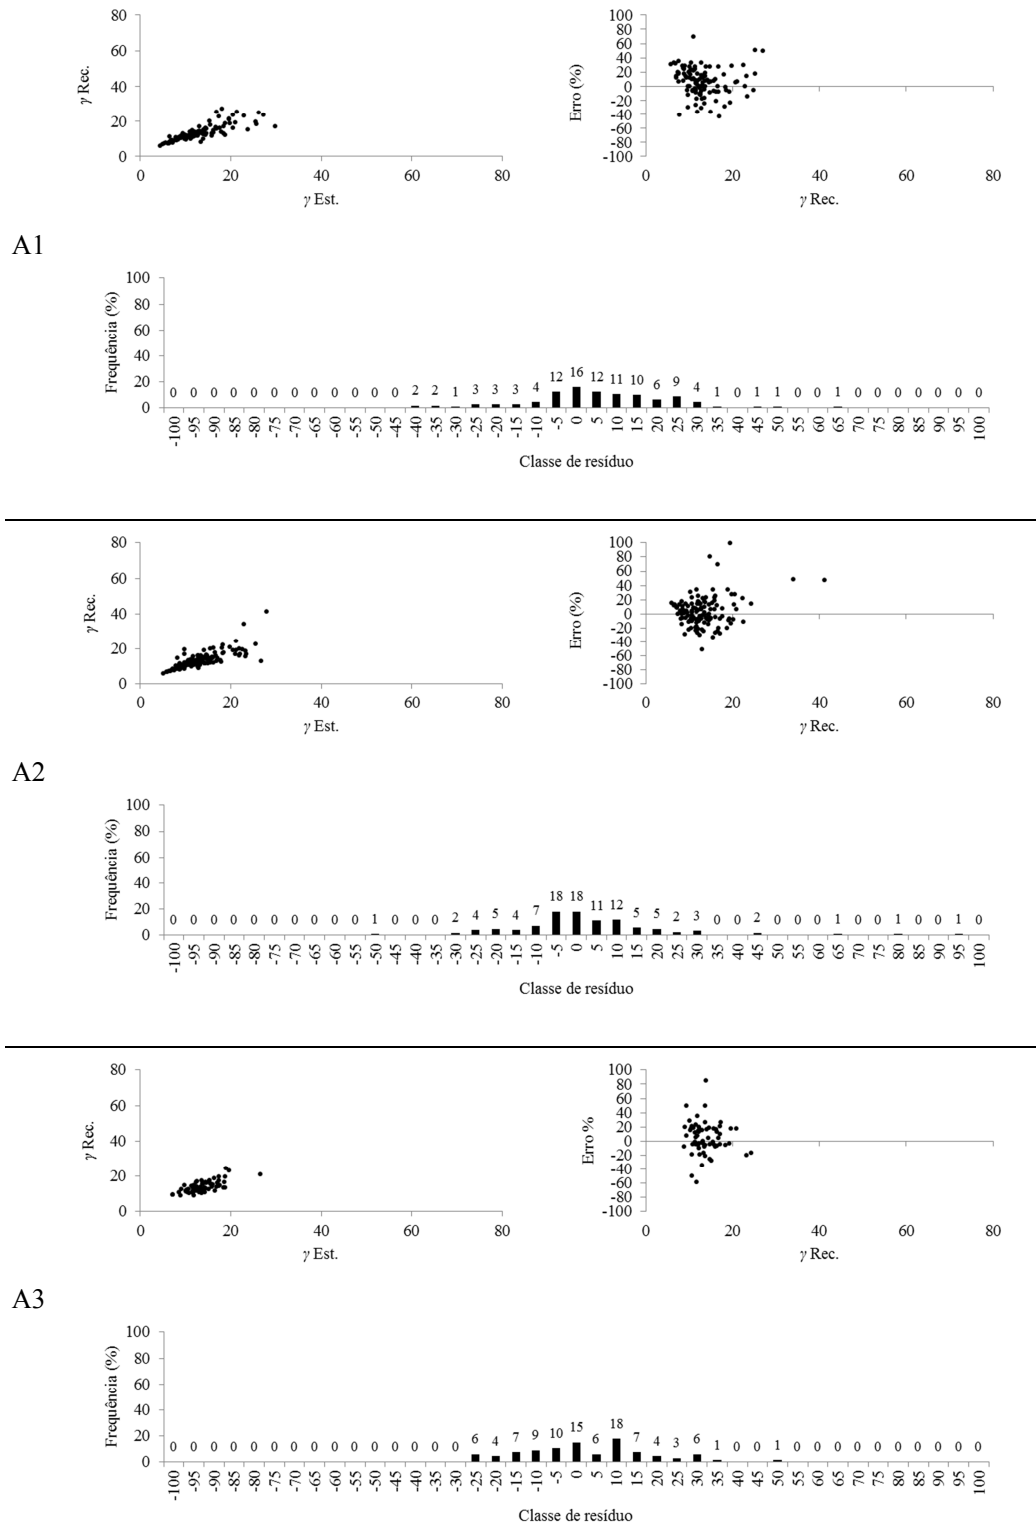 80
60
40
20
0
γ Rec.
0 20 40 60 80
γ Est.
100
80
60
40
20
0
-20
-40
-60
-80
-100
Erro (%)
0 20 40 60 80
γ Rec.
A1
100
80
60
40
20
0
Frequência (%)
0 0 0 0 0 0 0 0 0 0 0 0 2 2 1 3 3 3 4 12 16 12 11 10 6 9 4 1 0 1 1 0 0 1 0 0 0 0 0 0 0
-100 -95 -90 -85 -80 -75 -70 -65 -60 -55 -50 -45 -40 -35 -30 -25 -20 -15 -10 -5 0 5 10 15 20 25 30 35 40 45 50 55 60 65 70 75 80 85 90 95 100
Classe de resíduo
80
60
40
20
0
γ Rec.
0 20 40 60 80
γ Est.
100
80
60
40
20
0
-20
-40
-60
-80
-100
Erro (%)
0 20 40 60 80
γ Rec.
A2
100
80
60
40
20
0
Frequência (%)
0 0 0 0 0 0 0 0 0 0 1 0 0 0 2 4 5 4 7 18 18 11 12 5 5 2 3 0 0 2 0 0 0 1 0 0 1 0 0 1 0
-100 -95 -90 -85 -80 -75 -70 -65 -60 -55 -50 -45 -40 -35 -30 -25 -20 -15 -10 -5 0 5 10 15 20 25 30 35 40 45 50 55 60 65 70 75 80 85 90 95 100
Classe de resíduo
80
60
40
20
0
γ Rec.
0 20 40 60 80
γ Est.
100
80
60
40
20
0
-20
-40
-60
-80
-100
Erro %
0 20 40 60 80
γ Rec.
A3
100
80
60
40
20
0
Frequência (%)
0 0 0 0 0 0 0 0 0 0 0 0 0 0 0 6 4 7 9 10 15 6 18 7 4 3 6 1 0 0 1 0 0 0 0 0 0 0 0 0 0
-100 -95 -90 -85 -80 -75 -70 -65 -60 -55 -50 -45 -40 -35 -30 -25 -20 -15 -10 -5 0 5 10 15 20 25 30 35 40 45 50 55 60 65 70 75 80 85 90 95 100
Classe de resíduo